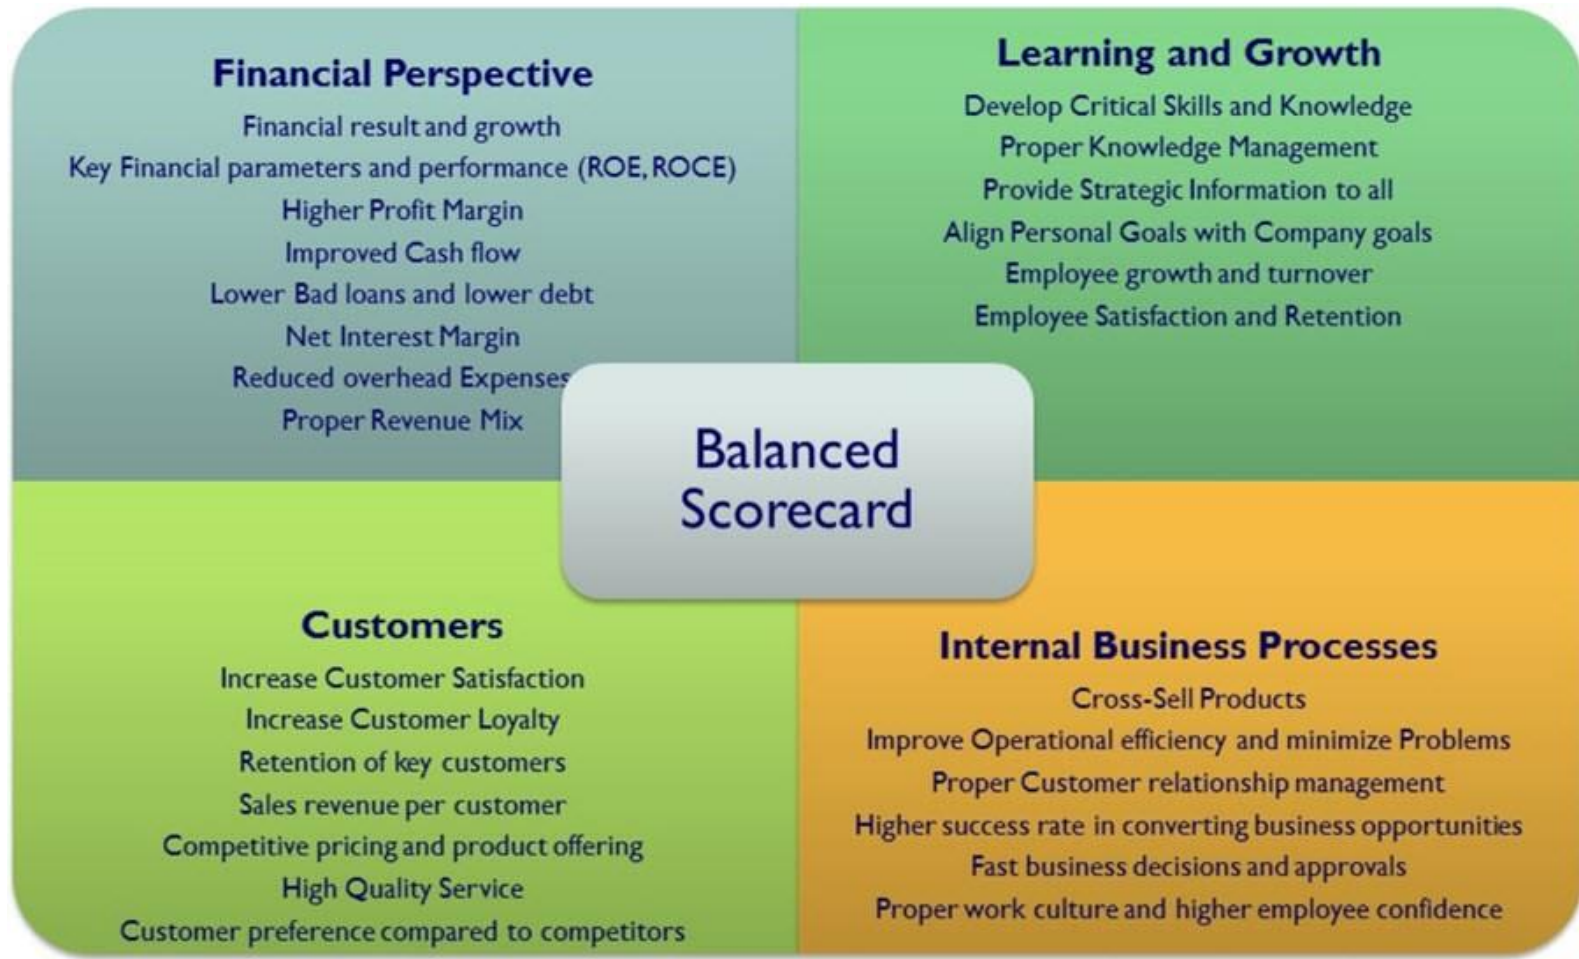 Financial Perspective
Financial result and growth
Key Financial parameters and performance (ROE, ROCE)
Higher Profit Margin
Improved Cash flow
Lower Bad loans and lower debt
Net Interest Margin
Reduced overhead Expenses
Proper Revenue Mix
Learning and Growth
Develop Critical Skills and Knowledge
Proper Knowledge Management
Provide Strategic Information to all
Align Personal Goals with Company goals
Employee growth and turnover
Employee Satisfaction and Retention
Balanced
Scorecard
Customers
Increase Customer Satisfaction
Increase Customer Loyalty
Retention of key customers
Sales revenue per customer
Competitive pricing and product offering
High Quality Service
Customer preference compared to competitors
Internal Business Processes
Cross-Sell Products
Improve Operational efficiency and minimize Problems
Proper Customer relationship management
Higher success rate in converting business opportunities
Fast business decisions and approvals
Proper work culture and higher employee confidence